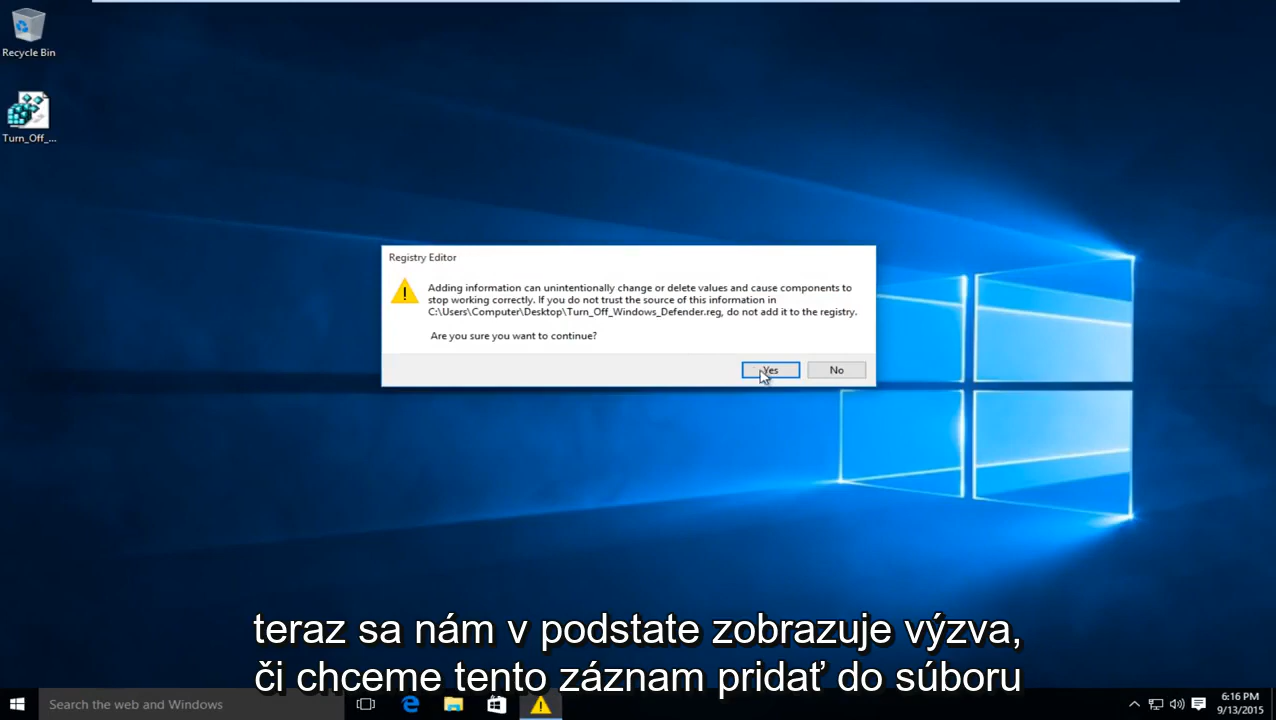 Recycle Bin
Turn_Off_...
Registry Editor
Adding information can unintentionally change or delete values and cause components to
stop working correctly. If you do not trust the source of this information in
C:\Users\Computer\Desktop\Turn_Off_Windows_Defender.reg, do not add it to the registry.
Are you sure you want to continue?
Yes
No
teraz sa nám v podstate zobrazuje výzva,
či chceme tento záznam pridať do súboru
Search the web and Windows
6:16 PM
9/13/2015